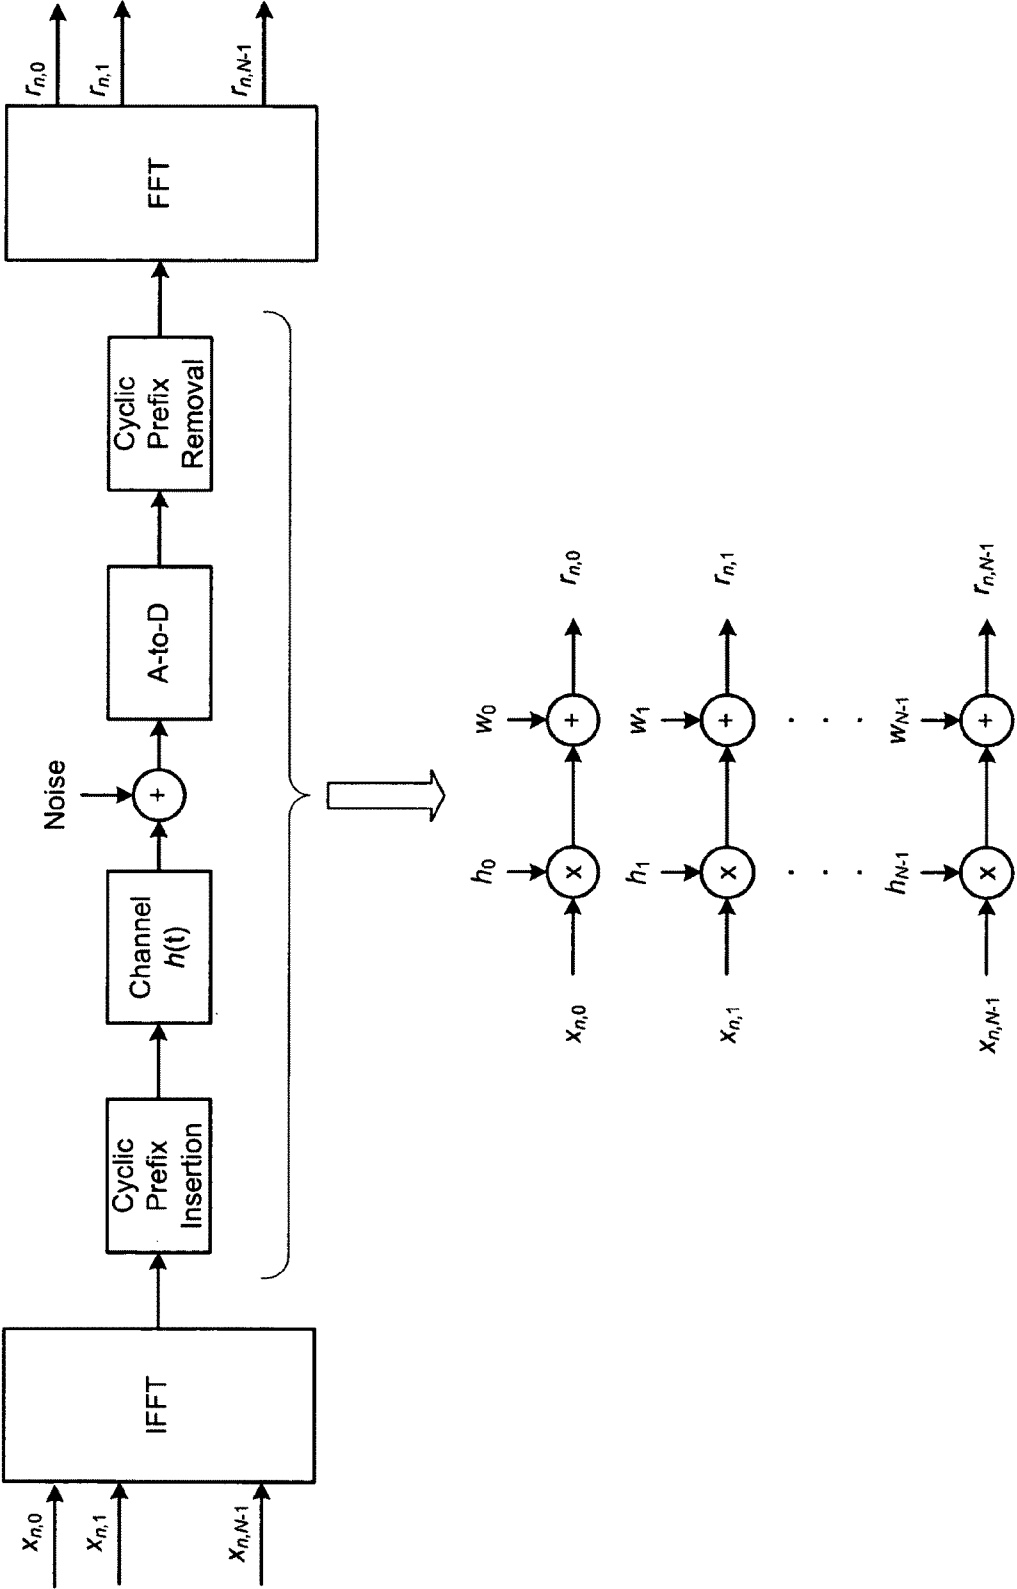 x_{n,0}
x_{n,1}
x_{n,N-1}
IFFT
Cyclic
Prefix
Insertion
Channel
h(t)
Noise
+
A-to-D
Cyclic
Prefix
Removal
FFT
r_{n,0}
r_{n,1}
r_{n,N-1}
x_{n,0}
h_0
x
w_0
+
r_{n,0}
x_{n,1}
h_1
x
w_1
+
r_{n,1}
. . .
. . .
x_{n,N-1}
h_{N-1}
x
w_{N-1}
+
r_{n,N-1}